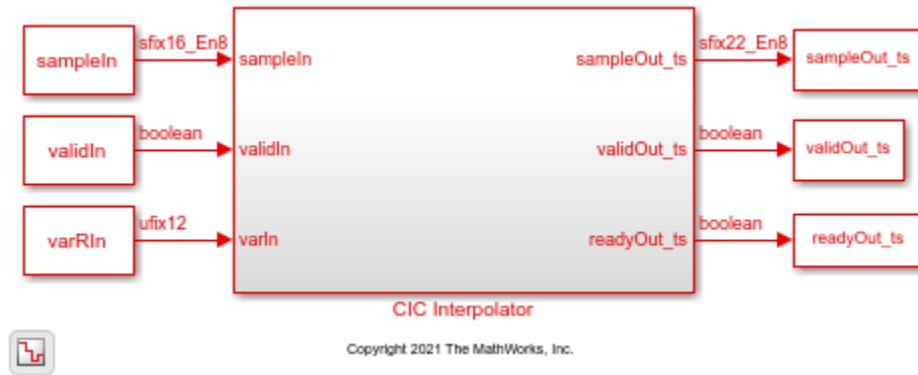 sampleIn sfix16_En8 sampleIn sampleOut_ts sfix22_En8 sampleOut_ts
validIn boolean validIn validOut_ts boolean validOut_ts
varRIn ufix12 varIn readyOut_ts boolean readyOut_ts
CIC Interpolator
Copyright 2021 The MathWorks, Inc.